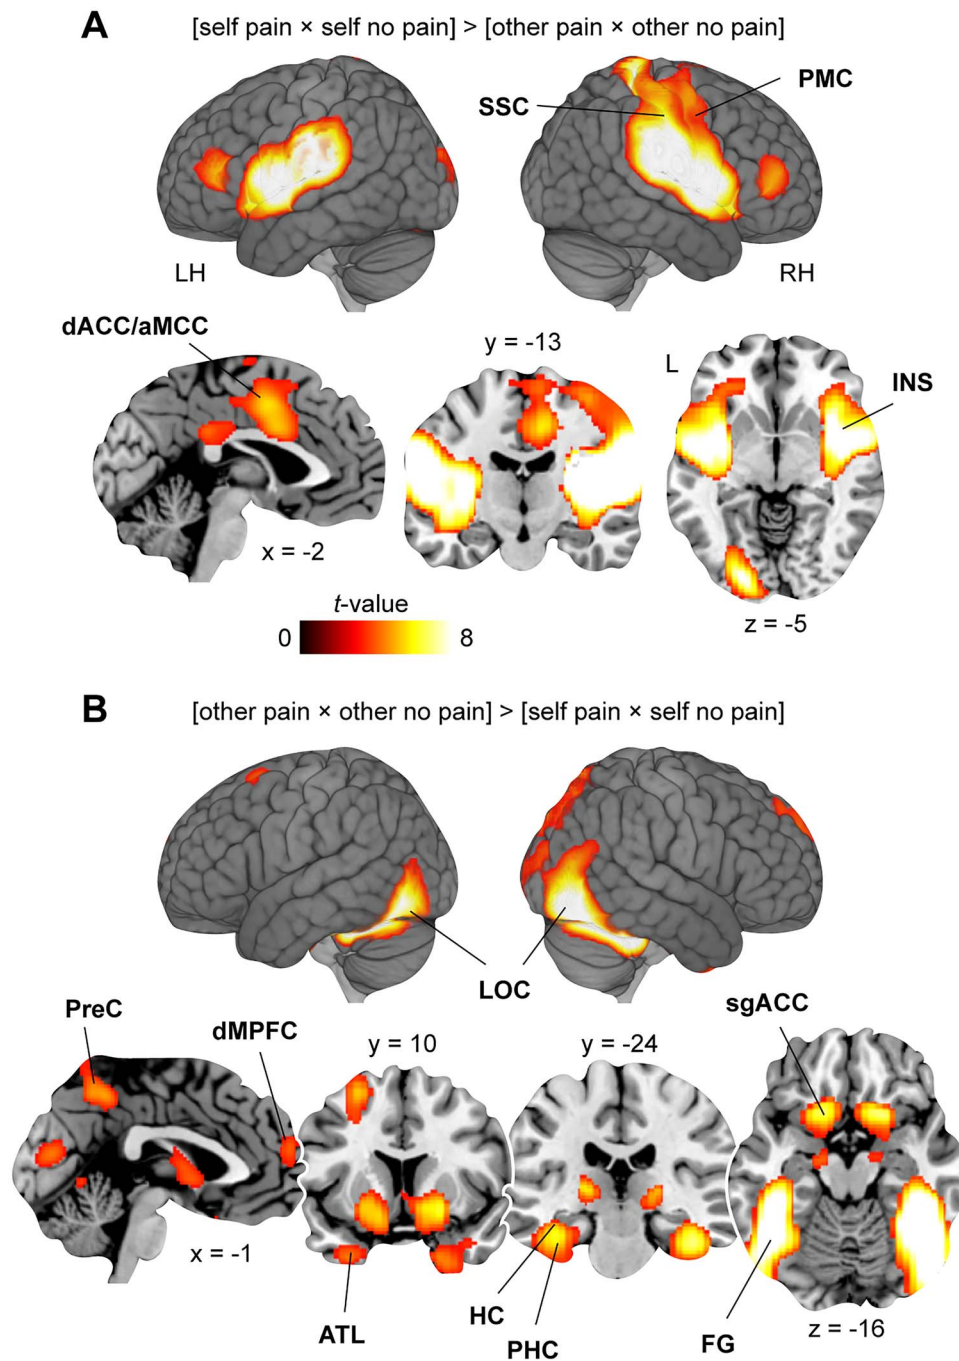 A
[self pain × self no pain] > [other pain × other no pain]
PMC
SSC
LH
RH
dACC/aMCC
y = -13
L
INS
x = -2
t-value
0
8
z = -5
B
[other pain × other no pain] > [self pain × self no pain]
LOC
sgACC
PreC
dMPFC
y = 10
y = -24
x = -1
HC
ATL
PHC
FG
z = -16